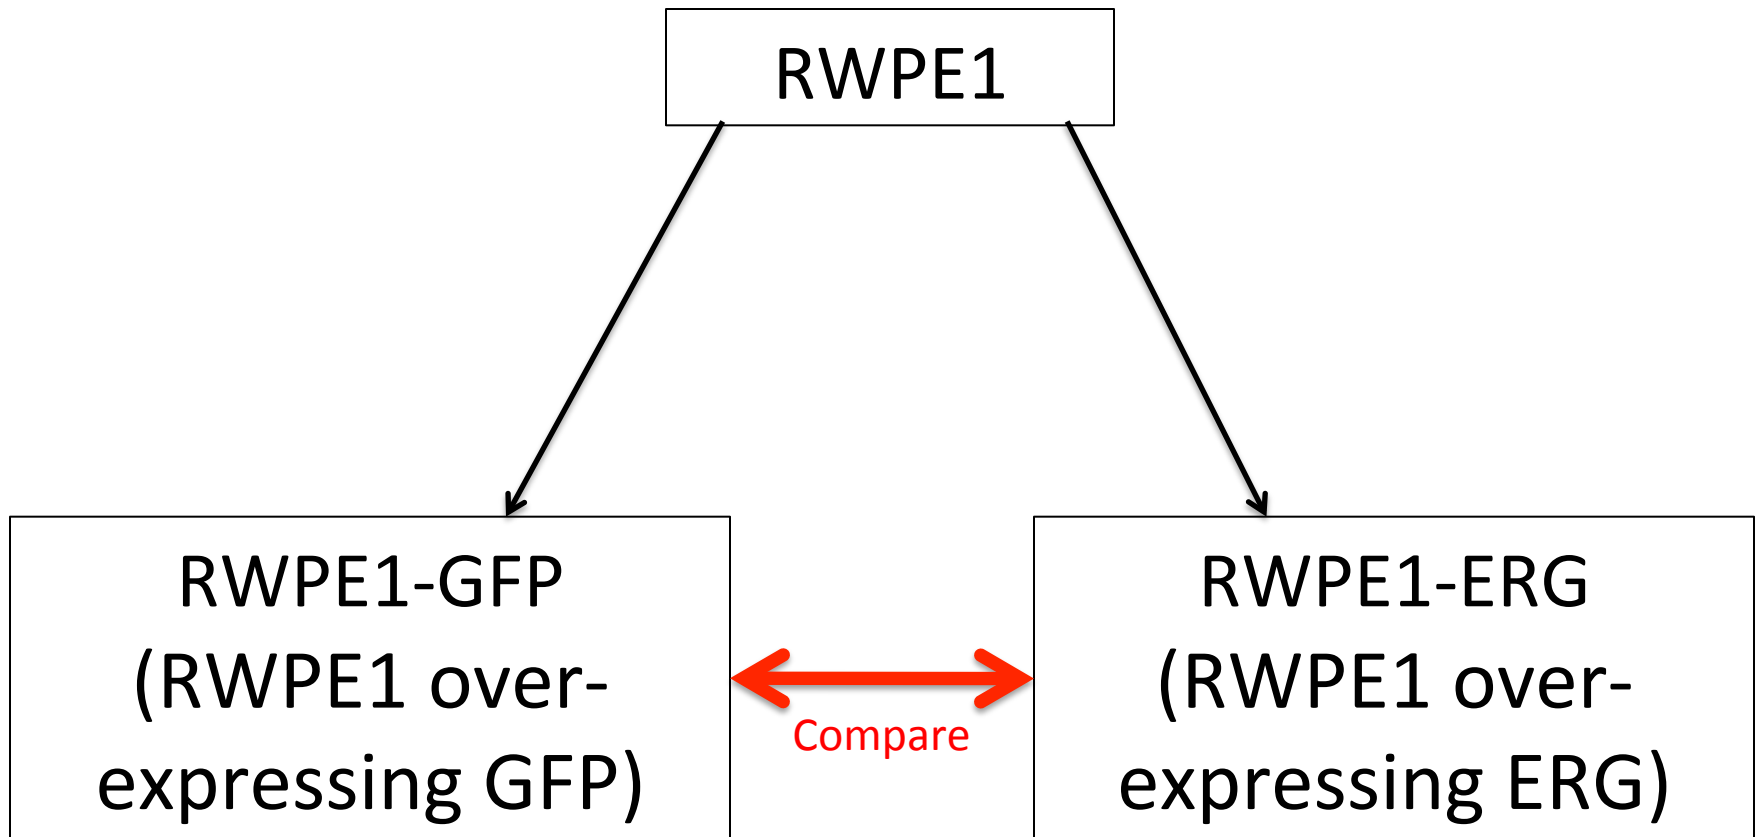 RWPE1
RWPE1-GFP
(RWPE1 over-
expressing GFP)
Compare
RWPE1-ERG
(RWPE1 over-
expressing ERG)